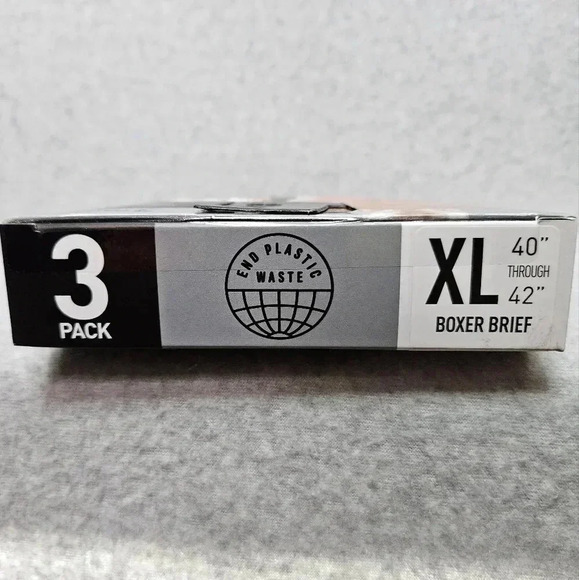 3
PACK
END PLASTIC
WASTE
XL
40”
THROUGH
42”
BOXER BRIEF